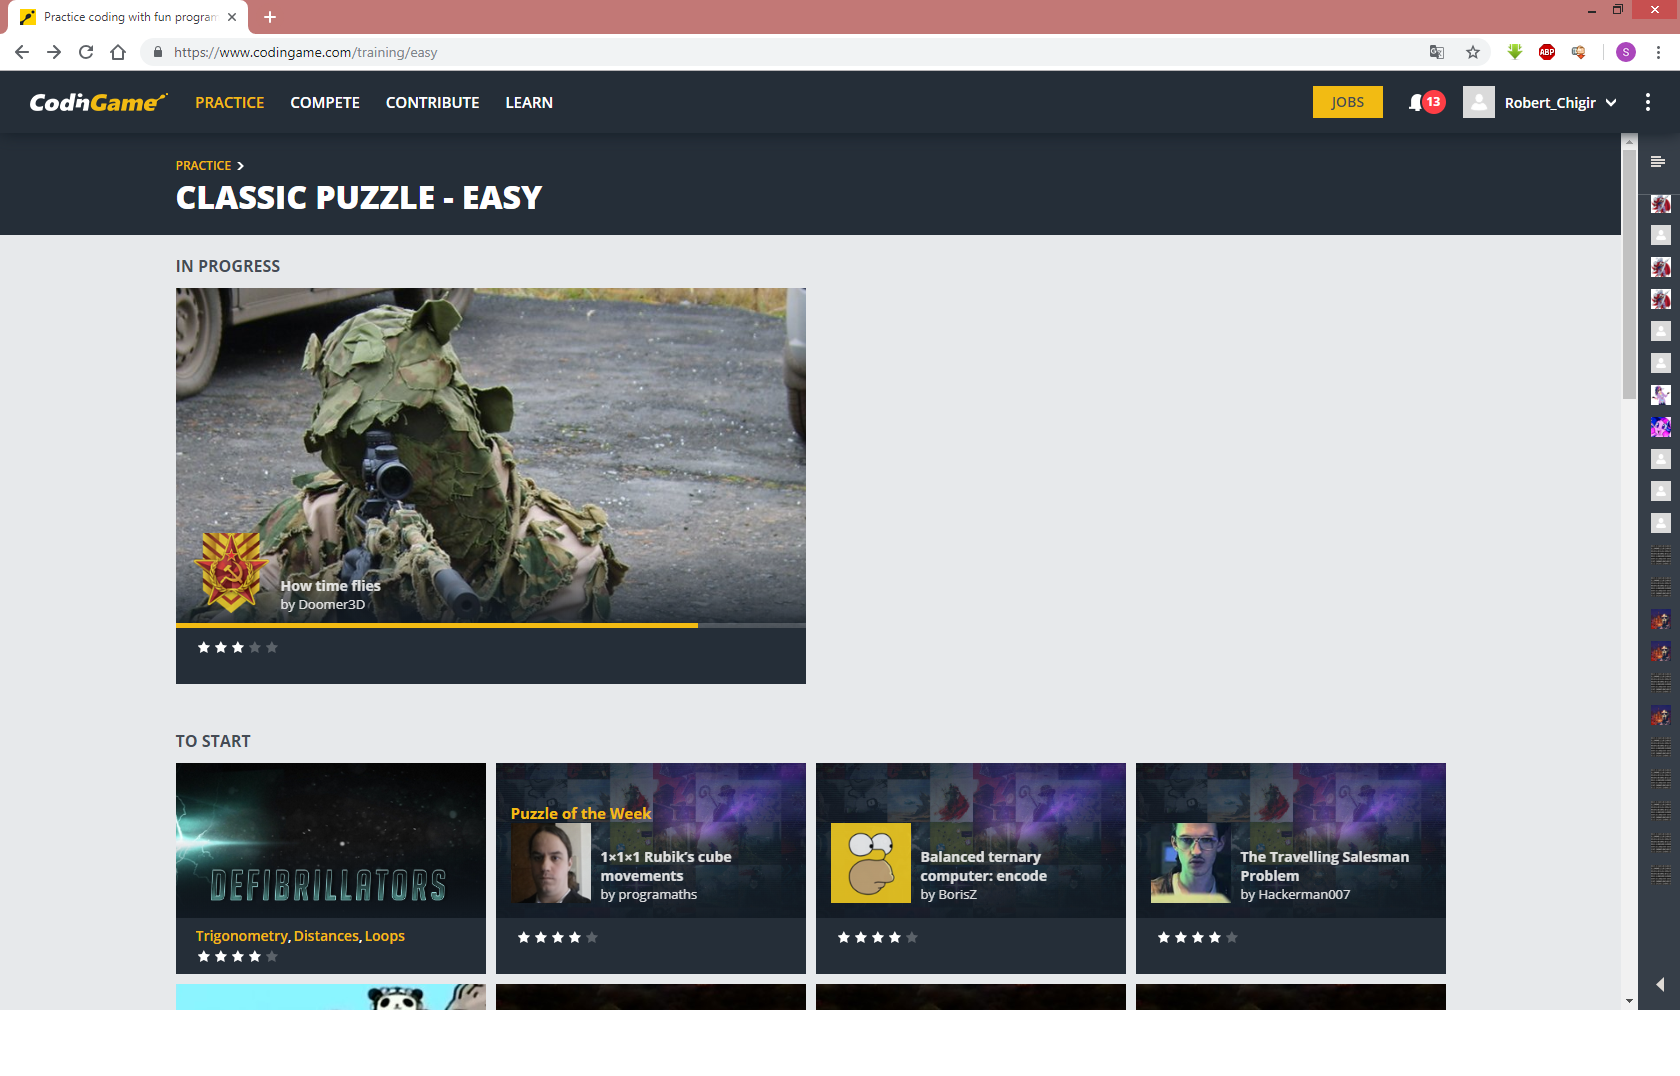 Practice coding with fun program
https://www.codingame.com/training/easy
ABP
S
CodinGame
PRACTICE
COMPETE
CONTRIBUTE
LEARN
JOBS
13
Robert_Chigir
PRACTICE
CLASSIC PUZZLE - EASY
IN PROGRESS
How time flies
by Doomer3D
TO START
DEFIBRILLATORS
Trigonometry, Distances, Loops
Puzzle of the Week
1×1×1 Rubik's cube
movements
by programaths
Balanced ternary
computer: encode
by BorisZ
The Travelling Salesman
Problem
by Hackerman007